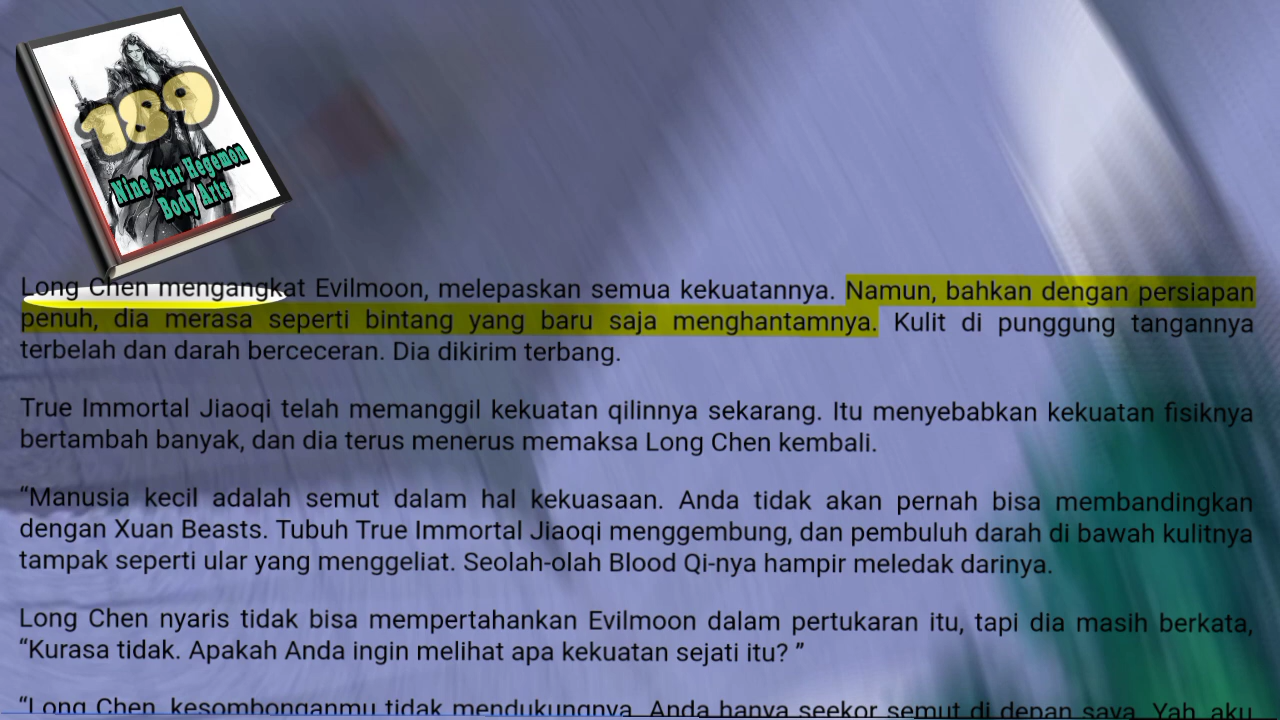 189
Nine Star Hegemon
Body Arts
Long Chen mengangkat Evilmoon, melepaskan semua kekuatannya. Namun, bahkan dengan persiapan
penuh, dia merasa seperti bintang yang baru saja menghantamnya. Kulit di punggung tangannya
terbelah dan darah berceceran. Dia dikirim terbang.
True Immortal Jiaoqi telah memanggil kekuatan qilinnya sekarang. Itu menyebabkan kekuatan fisiknya
bertambah banyak, dan dia terus menerus memaksa Long Chen kembali.
“Manusia kecil adalah semut dalam hal kekuasaan. Anda tidak akan pernah bisa membandingkan
dengan Xuan Beasts. Tubuh True Immortal Jiaoqi menggembung, dan pembuluh darah di bawah kulitnya
tampak seperti ular yang menggeliat. Seolah-olah Blood Qi-nya hampir meledak darinya.
Long Chen nyaris tidak bisa mempertahankan Evilmoon dalam pertukaran itu, tapi dia masih berkata,
“Kurasa tidak. Apakah Anda ingin melihat apa kekuatan sejati itu? ”
“Long Chen, kesombonganmu tidak mendukungnya. Anda hanya seekor semut di depan saya. Yah, aku